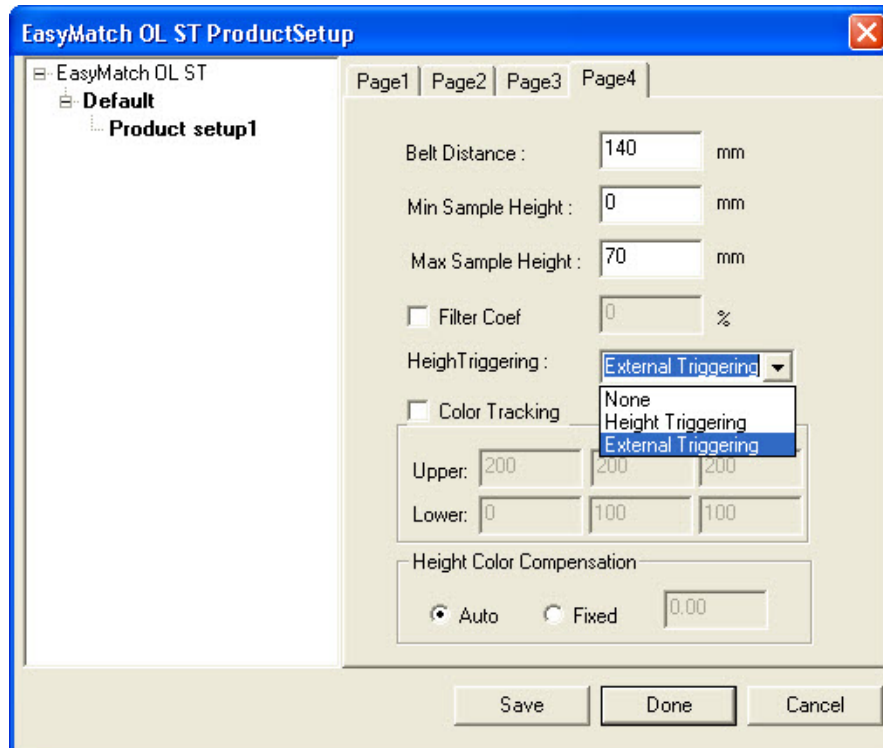 EasyMatch OL ST ProductSetup
EasyMatch OL ST
Default
Product setup1
Page1 Page2 Page3 Page4
Belt Distance : 140 mm
Min Sample Height : 0 mm
Max Sample Height : 70 mm
Filter Coef 0 %
HeighTriggering : External Triggering
None
Height Triggering
External Triggering
Color Tracking
Upper: 200 200 200
Lower: 0 100 100
Height Color Compensation
Auto Fixed 0.00
Save Done Cancel